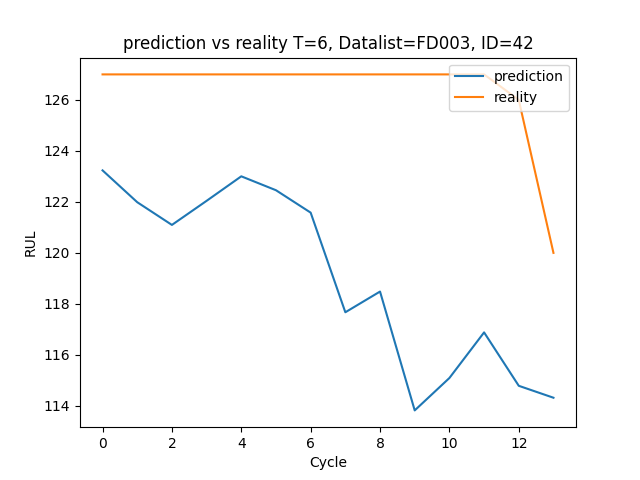 prediction vs reality T=6, Datalist=FD003, ID=42
prediction
reality
126
124
122
120
118
116
114
RUL
0 2 4 6 8 10 12
Cycle